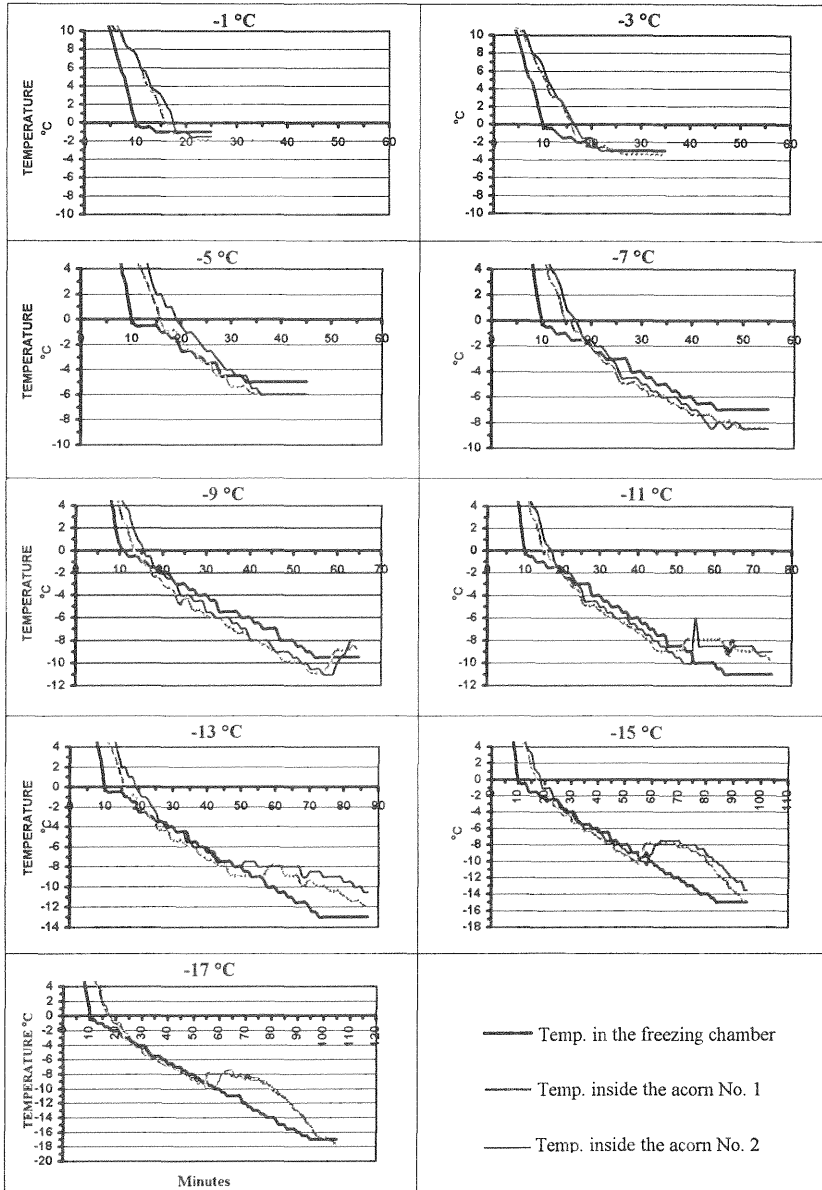 -1 °C
10
8
6
4
2
0
-2
-4
-6
-8
-10
0 10 20 30 40 50 60
TEMPERATURE
°C
-3 °C
10
8
6
4
2
0
-2
-4
-6
-8
-10
0 10 20 30 40 50 60
°C
-5 °C
4
2
0
-2
-4
-6
-8
-10
0 10 20 30 40 50 60
TEMPERATURE
°C
-7 °C
4
2
0
-2
-4
-6
-8
-10
0 10 20 30 40 50 60
°C
-9 °C
4
2
0
-2
-4
-6
-8
-10
-12
0 10 20 30 40 50 60 70
TEMPERATURE
°C
-11 °C
4
2
0
-2
-4
-6
-8
-10
-12
0 10 20 30 40 50 60 70 80
°C
-13 °C
4
2
0
-2
-4
-6
-8
-10
-12
-14
0 10 20 30 40 50 60 70 80 90
TEMPERATURE
°C
-15 °C
4
2
0
-2
-4
-6
-8
-10
-12
-14
-16
-18
0 10 20 30 40 50 60 70 80 90 100 110
°C
-17 °C
4
2
0
-2
-4
-6
-8
-10
-12
-14
-16
-18
-20
0 10 20 30 40 50 60 70 80 90 100 110 120
TEMPERATURE °C
Minutes
Temp. in the freezing chamber
Temp. inside the acorn No. 1
Temp. inside the acorn No. 2